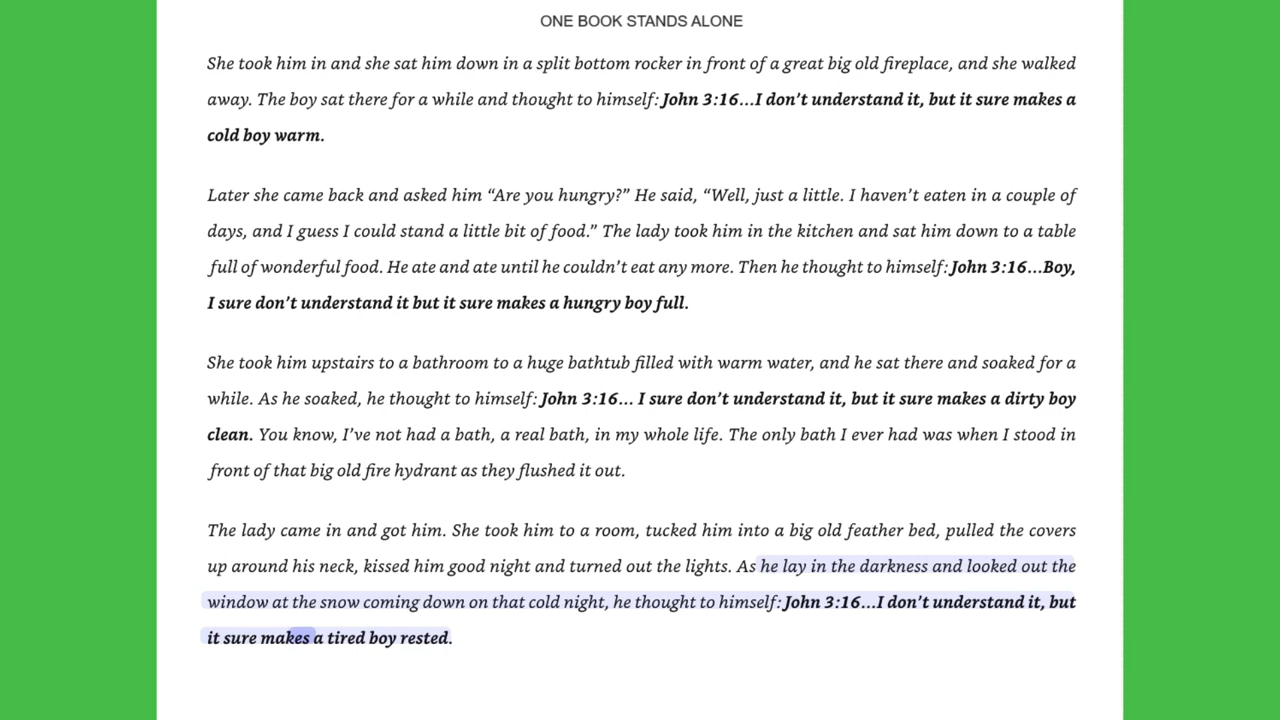 ONE BOOK STANDS ALONE
She took him in and she sat him down in a split bottom rocker in front of a great big old fireplace, and she walked
away. The boy sat there for a while and thought to himself: John 3:16…I don’t understand it, but it sure makes a
cold boy warm.
Later she came back and asked him “Are you hungry?” He said, “Well, just a little. I haven’t eaten in a couple of
days, and I guess I could stand a little bit of food.” The lady took him in the kitchen and sat him down to a table
full of wonderful food. He ate and ate until he couldn’t eat any more. Then he thought to himself: John 3:16…Boy,
I sure don’t understand it but it sure makes a hungry boy full.
She took him upstairs to a bathroom to a huge bathtub filled with warm water, and he sat there and soaked for a
while. As he soaked, he thought to himself: John 3:16… I sure don’t understand it, but it sure makes a dirty boy
clean. You know, I’ve not had a bath, a real bath, in my whole life. The only bath I ever had was when I stood in
front of that big old fire hydrant as they flushed it out.
The lady came in and got him. She took him to a room, tucked him into a big old feather bed, pulled the covers
up around his neck, kissed him good night and turned out the lights. As he lay in the darkness and looked out the
window at the snow coming down on that cold night, he thought to himself: John 3:16…I don’t understand it, but
it sure makes a tired boy rested.